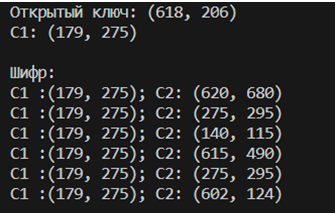 Открытый ключ: (618, 206)
C1: (179, 275)
Шифр:
C1 :(179, 275); C2: (620, 680)
C1 :(179, 275); C2: (275, 295)
C1 :(179, 275); C2: (140, 115)
C1 :(179, 275); C2: (615, 490)
C1 :(179, 275); C2: (275, 295)
C1 :(179, 275); C2: (602, 124)